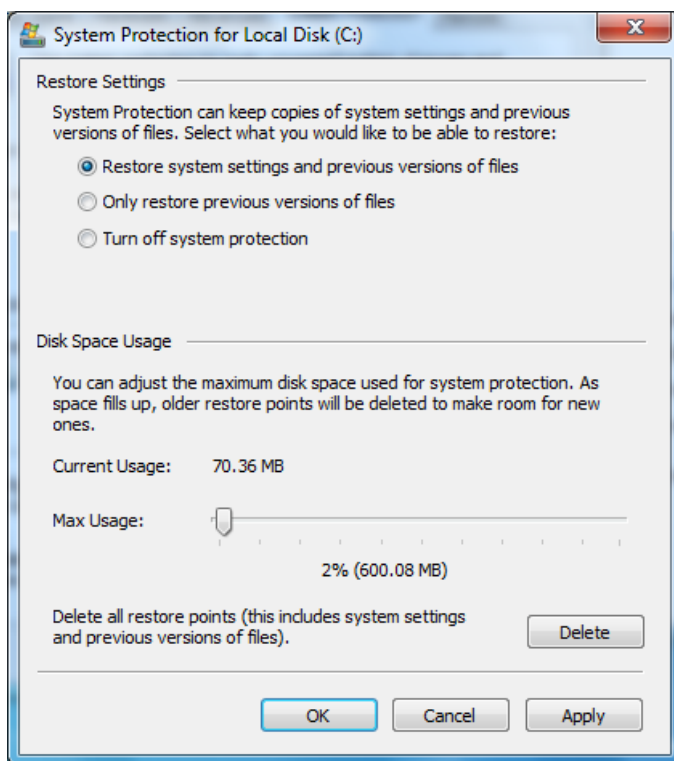 System Protection for Local Disk (C:)
Restore Settings
System Protection can keep copies of system settings and previous
versions of files. Select what you would like to be able to restore:
Restore system settings and previous versions of files
Only restore previous versions of files
Turn off system protection
Disk Space Usage
You can adjust the maximum disk space used for system protection. As
space fills up, older restore points will be deleted to make room for new
ones.
Current Usage: 70.36 MB
Max Usage:
2% (600.08 MB)
Delete all restore points (this includes system settings
and previous versions of files).
Delete
OK Cancel Apply